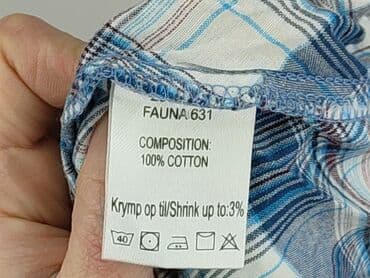 FAUNA 631
COMPOSITION:
100% COTTON
Krymp op til/Shrink up to:3%
40